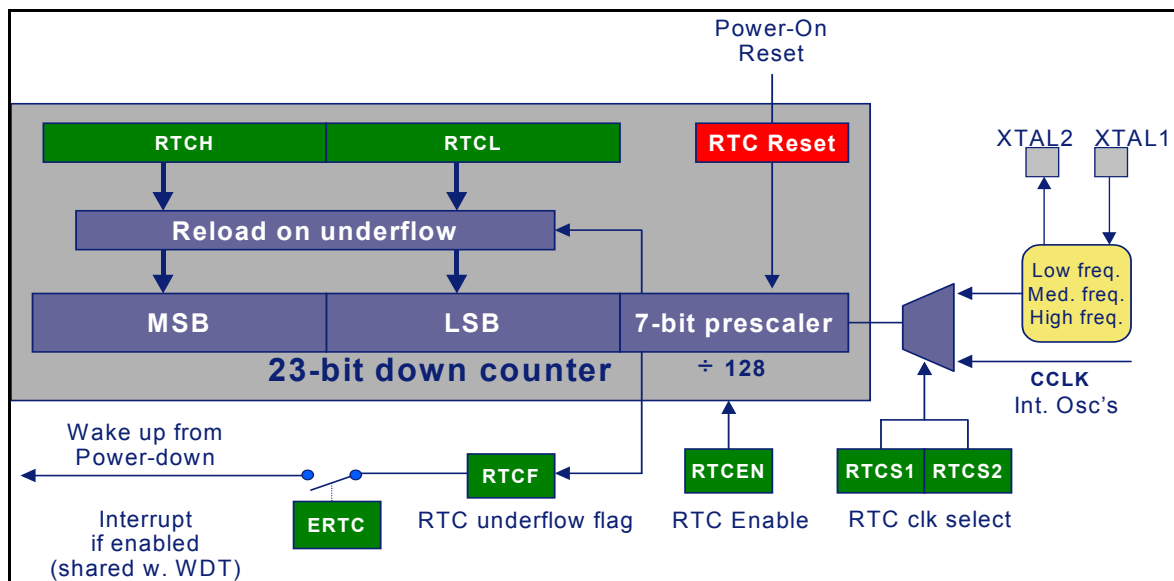 Power-On
Reset
RTCH
RTCL
RTC Reset
XTAL2
XTAL1
Reload on underflow
Low freq.
Med. freq.
High freq.
MSB
LSB
7-bit prescaler
23-bit down counter
÷ 128
CCLK
Int. Osc's
Wake up from
Power-down
RTCF
RTCEN
RTCS1
RTCS2
ERTC
RTC underflow flag
RTC Enable
RTC clk select
Interrupt
if enabled
(shared w. WDT)